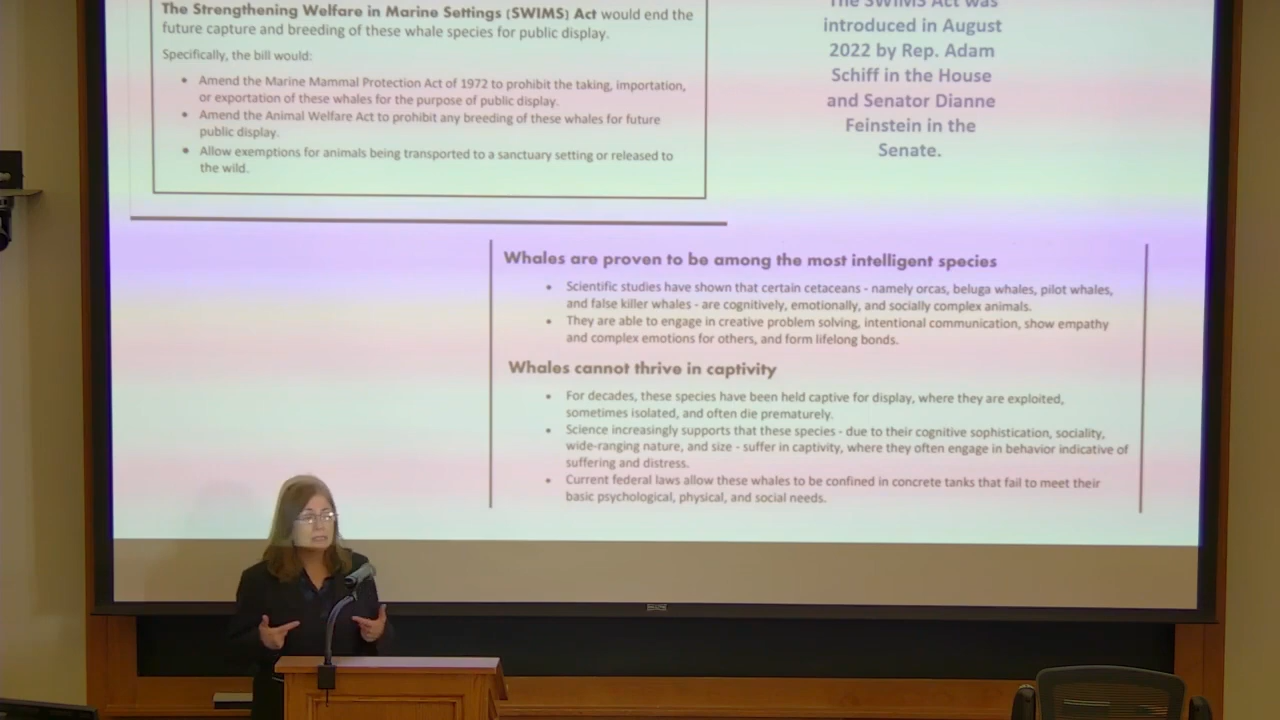 The Strengthening Welfare in Marine Settings (SWIMS) Act would end the
future capture and breeding of these whale species for public display.
Specifically, the bill would:
• Amend the Marine Mammal Protection Act of 1972 to prohibit the taking, importation,
or exportation of these whales for the purpose of public display.
• Amend the Animal Welfare Act to prohibit any breeding of these whales for future
public display.
• Allow exemptions for animals being transported to a sanctuary setting or released to
the wild.
The SWIMS Act was
introduced in August
2022 by Rep. Adam
Schiff in the House
and Senator Dianne
Feinstein in the
Senate.
Whales are proven to be among the most intelligent species
• Scientific studies have shown that certain cetaceans - namely orcas, beluga whales, pilot whales,
and false killer whales - are cognitively, emotionally, and socially complex animals.
• They are able to engage in creative problem solving, intentional communication, show empathy
and complex emotions for others, and form lifelong bonds.
Whales cannot thrive in captivity
• For decades, these species have been held captive for display, where they are exploited,
sometimes isolated, and often die prematurely.
• Science increasingly supports that these species - due to their cognitive sophistication, sociality,
wide-ranging nature, and size - suffer in captivity, where they often engage in behavior indicative of
suffering and distress.
• Current federal laws allow these whales to be confined in concrete tanks that fail to meet their
basic psychological, physical, and social needs.